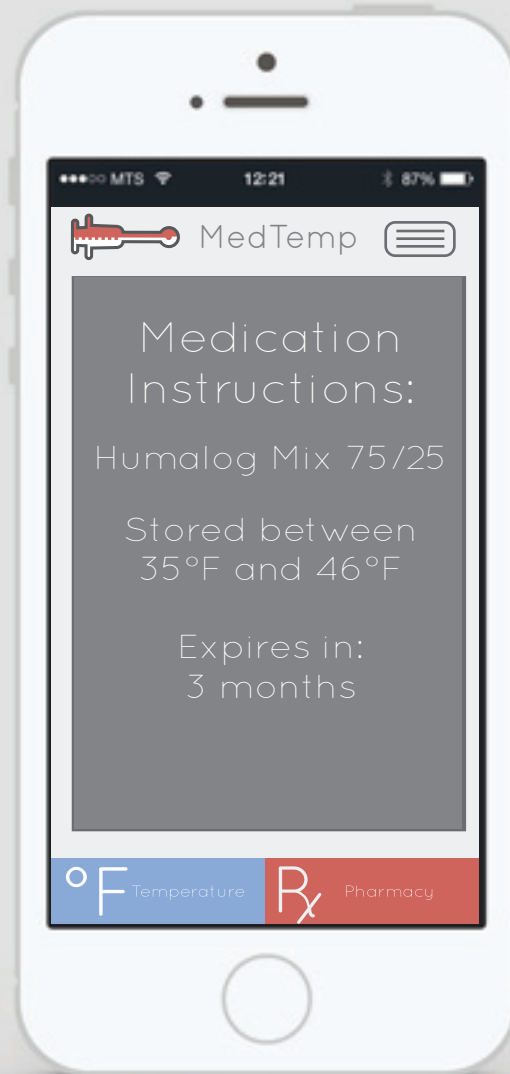 MTS 12:21 87%
MedTemp
Medication
Instructions:
Humalog Mix 75/25
Stored between
35°F and 46°F
Expires in:
3 months
°F Temperature Rx Pharmacy